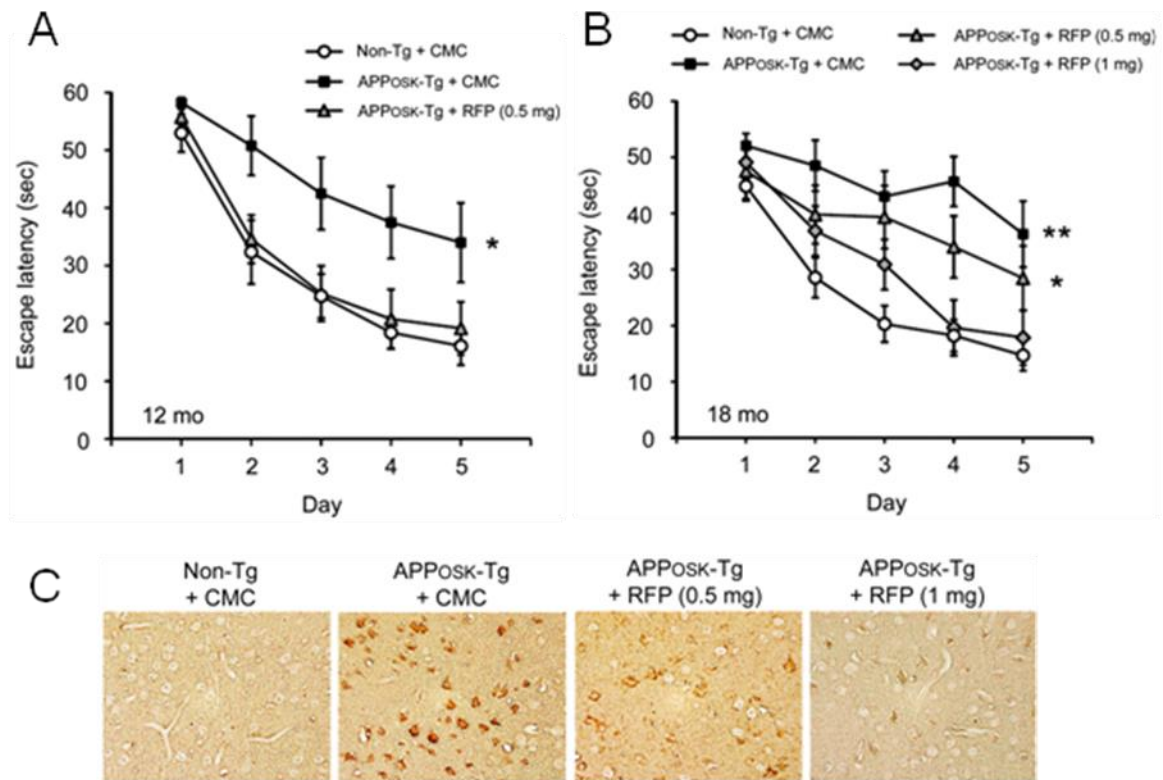 A
Non-Tg + CMC
APPOSK-Tg + CMC
APPOSK-Tg + RFP (0.5 mg)
Escape latency (sec)
60
50
40
30
20
10
0
*
12 mo
1 2 3 4 5
Day
B
Non-Tg + CMC
APPOSK-Tg + CMC
APPOSK-Tg + RFP (0.5 mg)
APPOSK-Tg + RFP (1 mg)
Escape latency (sec)
60
50
40
30
20
10
0
**
*
18 mo
1 2 3 4 5
Day
C
Non-Tg
+ CMC
APPOSK-Tg
+ CMC
APPOSK-Tg
+ RFP (0.5 mg)
APPOSK-Tg
+ RFP (1 mg)